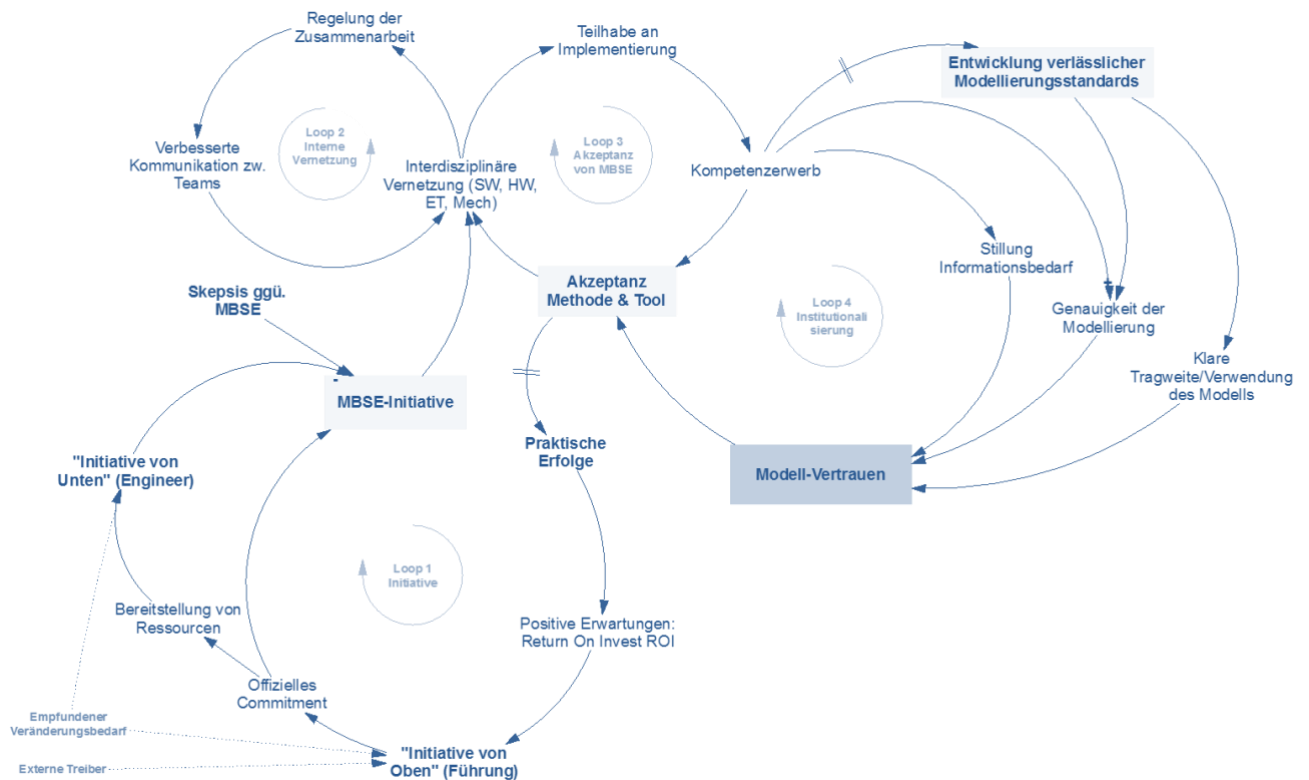 Regelung der
Zusammenarbeit
Teilhabe an
Implementierung
Entwicklung verlässlicher
Modellierungsstandards
Loop 2
Interne
Vernetzung
Loop 3
Akzeptanz
von MBSE
Verbesserte
Kommunikation zw.
Teams
Interdisziplinäre
Vernetzung (SW, HW,
ET, Mech)
Kompetenzerwerb
Stillung
Informationsbedarf
Skepsis ggü.
MBSE
Akzeptanz
Methode & Tool
Loop 4
Institutionali
sierung
+
Genauigkeit der
Modellierung
Klare
Tragweite/Verwendung
des Modells
-
MBSE-Initiative
Praktische
Erfolge
"Initiative von
Unten" (Engineer)
Modell-Vertrauen
Loop 1
Initiative
Bereitstellung von
Ressourcen
Positive Erwartungen:
Return On Invest ROI
Offizielles
Commitment
Empfundener
Veränderungsbedarf
Externe Treiber
"Initiative von
Oben" (Führung)